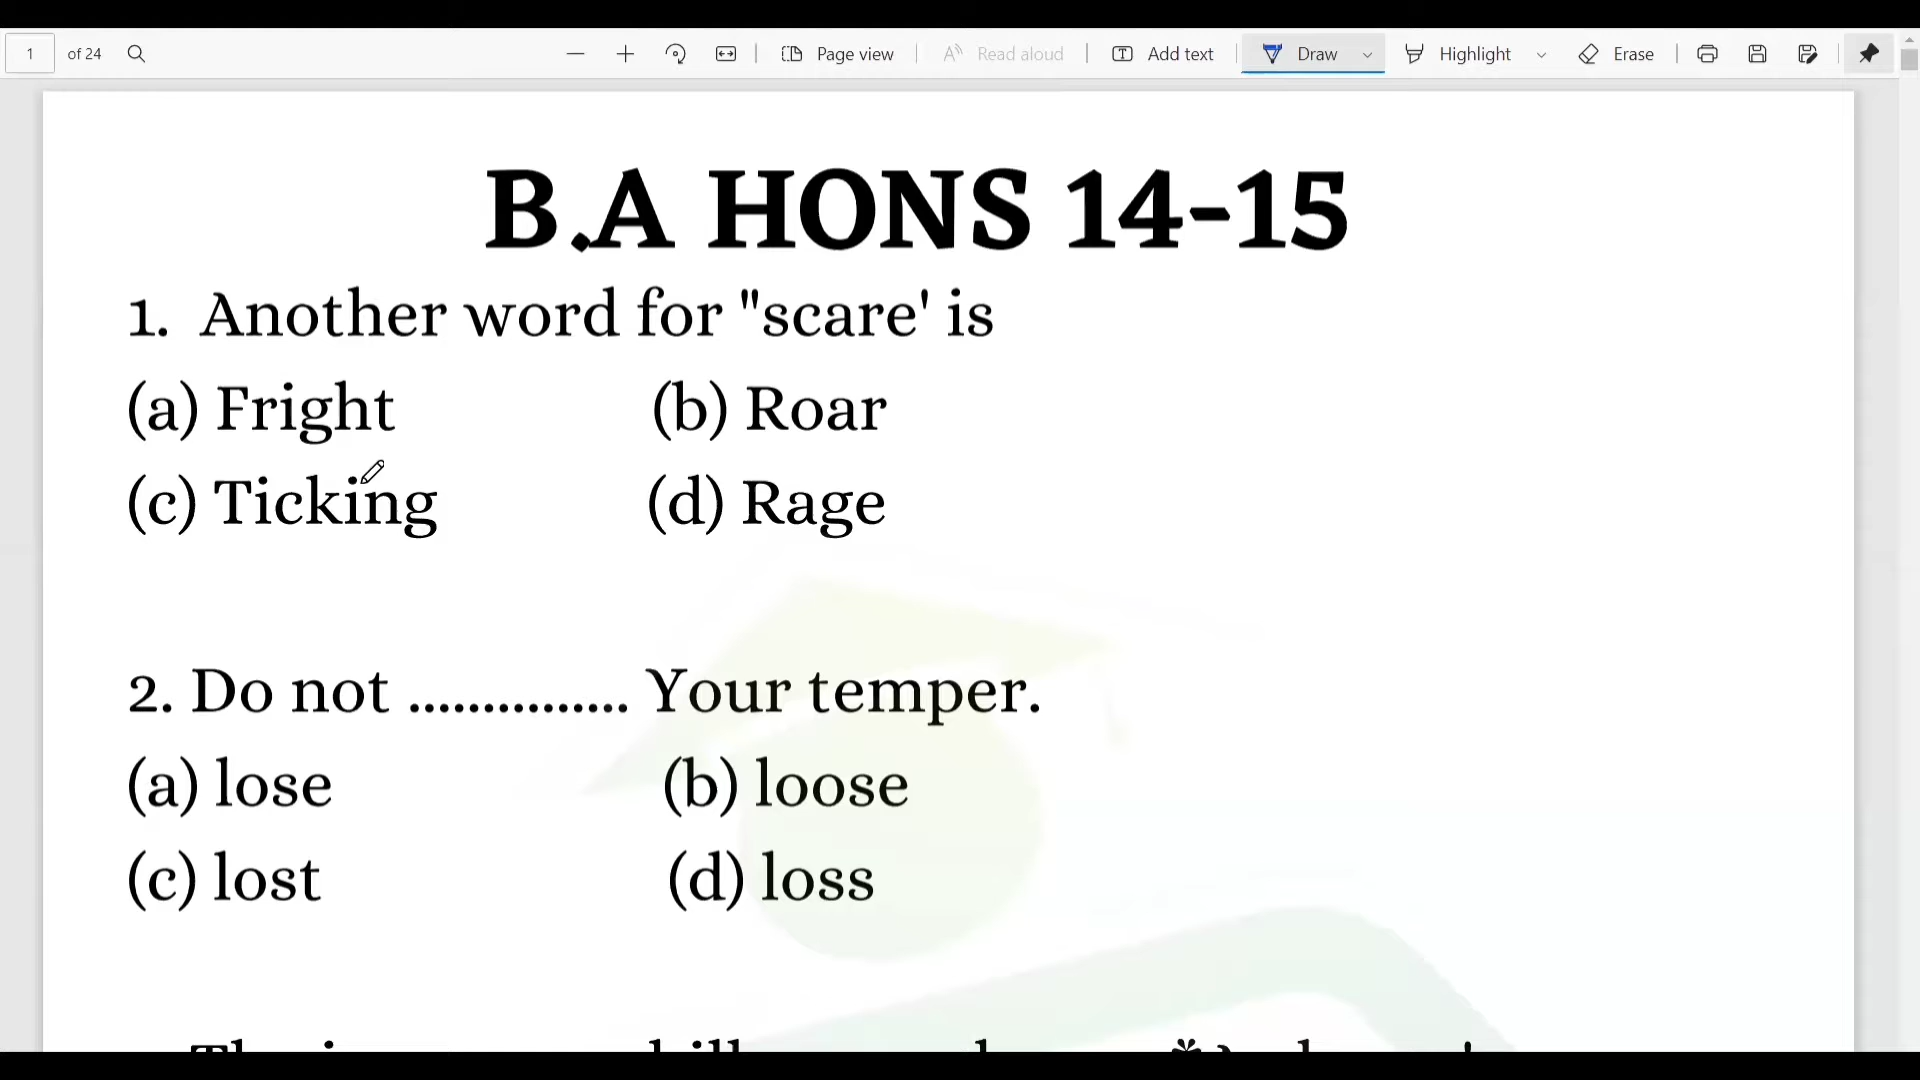 1 of 24 Page view Read aloud Add text Draw Highlight Erase
B.A HONS 14-15
1. Another word for "scare' is
(a) Fright (b) Roar
(c) Ticking (d) Rage
2. Do not ............... Your temper.
(a) lose (b) loose
(c) lost (d) loss